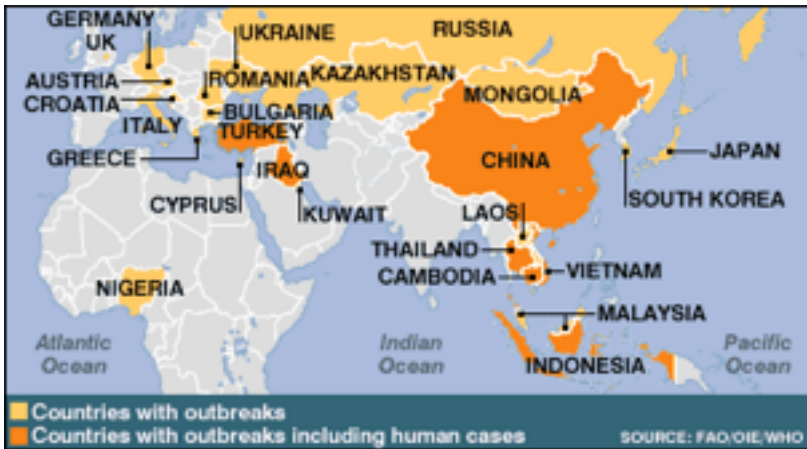 GERMANY
UK
UKRAINE
RUSSIA
AUSTRIA
ROMANIA
KAZAKHSTAN
CROATIA
MONGOLIA
ITALY
BULGARIA
TURKEY
GREECE
IRAQ
CHINA
JAPAN
CYPRUS
KUWAIT
LAOS
SOUTH KOREA
THAILAND
CAMBODIA
VIETNAM
NIGERIA
MALAYSIA
Atlantic
Ocean
Indian
Ocean
Pacific
Ocean
INDONESIA
Countries with outbreaks
Countries with outbreaks including human cases
SOURCE: FAO/OIE/WHO